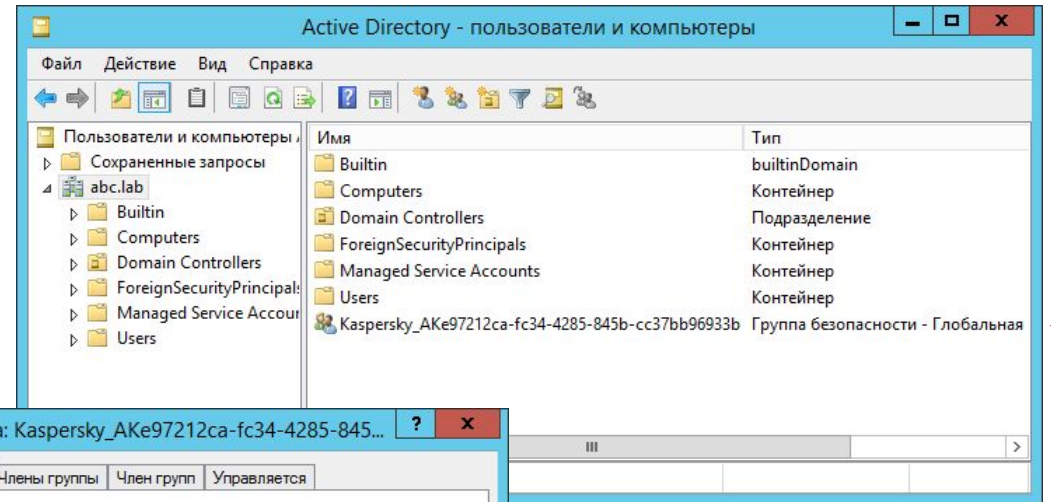 Active Directory - пользователи и компьютеры
Файл Действие Вид Справка
Пользователи и компьютеры
Сохраненные запросы
abc.lab
Builtin
Computers
Domain Controllers
ForeignSecurityPrincipals
Managed Service Accour
Users
Имя Тип
Builtin builtinDomain
Computers Контейнер
Domain Controllers Подразделение
ForeignSecurityPrincipals Контейнер
Managed Service Accounts Контейнер
Users Контейнер
Kaspersky_AKe97212ca-fc34-4285-845b-cc37bb96933b Группа безопасности - Глобальная
а: Kaspersky_AKe97212ca-fc34-4285-845...
Члены группы Член групп Управляется